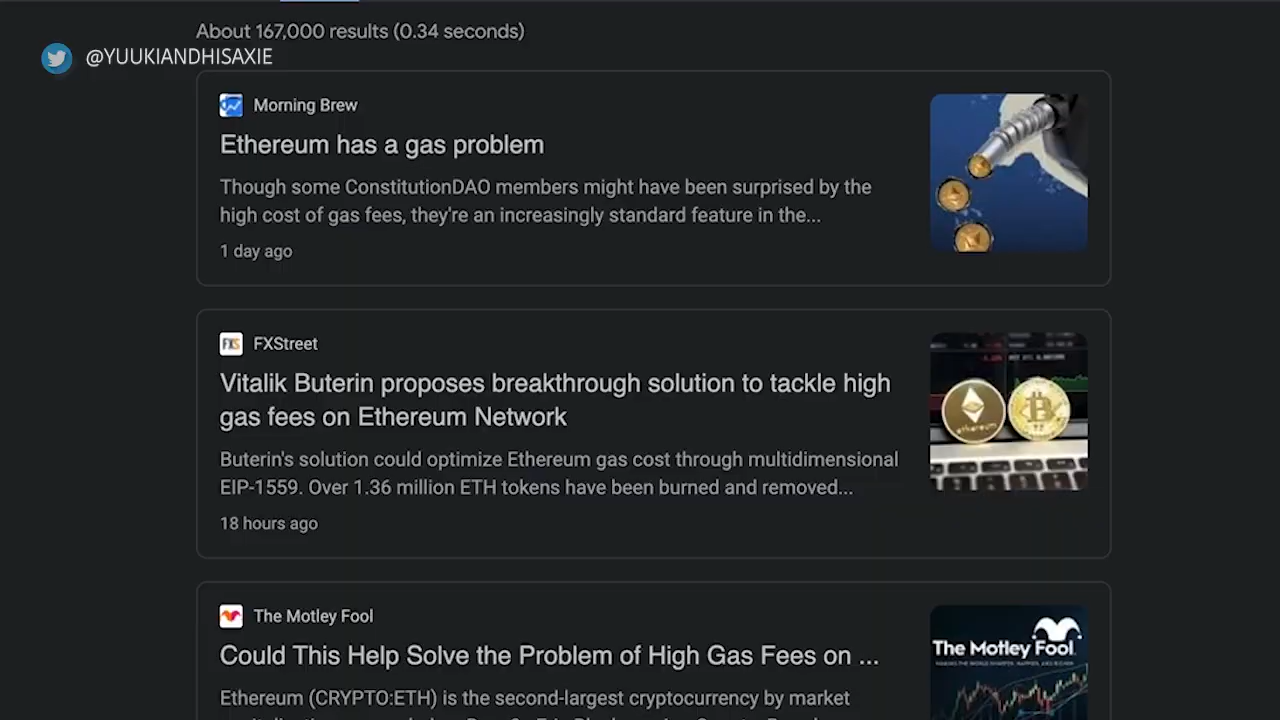 About 167,000 results (0.34 seconds)
@YUUKIANDHISAXIE
Morning Brew
Ethereum has a gas problem
Though some ConstitutionDAO members might have been surprised by the
high cost of gas fees, they're an increasingly standard feature in the...
1 day ago
FXS
FXStreet
Vitalik Buterin proposes breakthrough solution to tackle high
gas fees on Ethereum Network
Buterin's solution could optimize Ethereum gas cost through multidimensional
EIP-1559. Over 1.36 million ETH tokens have been burned and removed...
18 hours ago
ethereum
The Motley Fool
Could This Help Solve the Problem of High Gas Fees on ...
Ethereum (CRYPTO:ETH) is the second-largest cryptocurrency by market
The Motley Fool